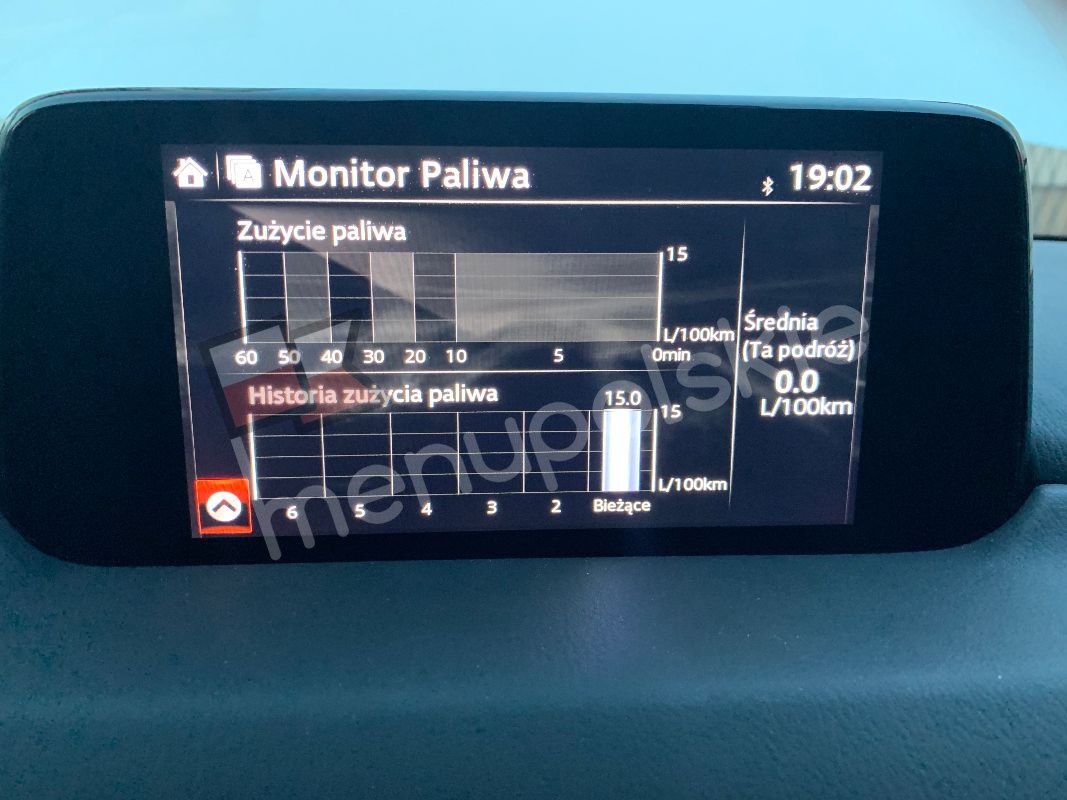 A Monitor Paliwa 19:02
Zużycie paliwa
15
L/100km
60 50 40 30 20 10 5 0min
Średnia
(Ta podróż)
0.0
L/100km
Historia zużycia paliwa
15.0
15
L/100km
6 5 4 3 2 Bieżące
menupolskie